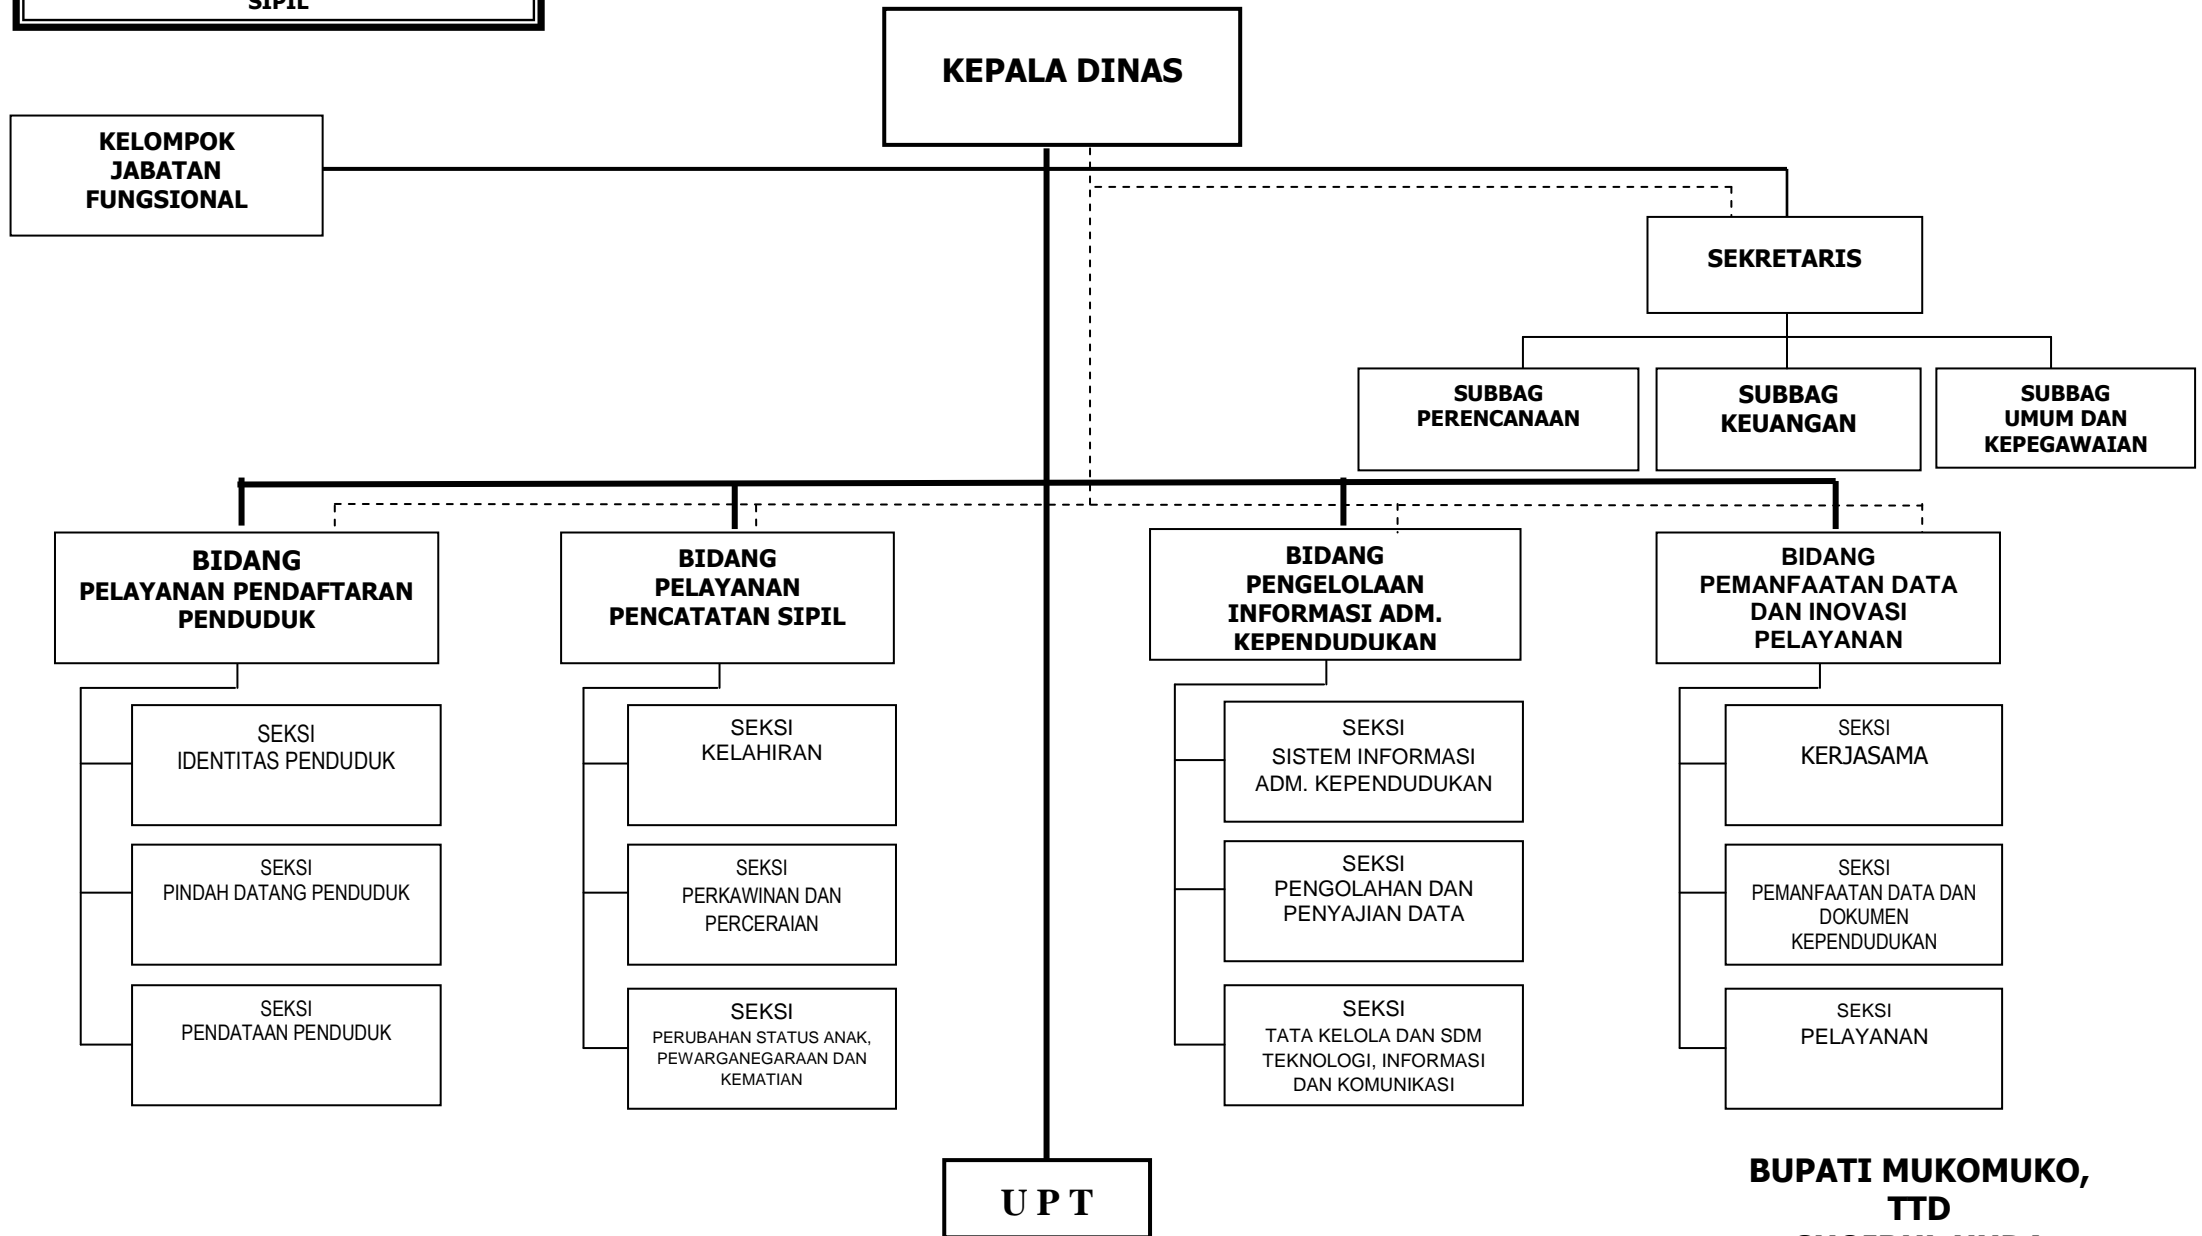 SIPIL
KEPALA DINAS
KELOMPOK
JABATAN
FUNGSIONAL
SEKRETARIS
SUBBAG
PERENCANAAN
SUBBAG
KEUANGAN
SUBBAG
UMUM DAN
KEPEGAWAIAN
BIDANG
PELAYANAN PENDAFTARAN
PENDUDUK
BIDANG
PELAYANAN
PENCATATAN SIPIL
BIDANG
PENGELOLAAN
INFORMASI ADM.
KEPENDUDUKAN
BIDANG
PEMANFAATAN DATA
DAN INOVASI
PELAYANAN
SEKSI
IDENTITAS PENDUDUK
SEKSI
PINDAH DATANG PENDUDUK
SEKSI
PENDATAAN PENDUDUK
SEKSI
KELAHIRAN
SEKSI
PERKAWINAN DAN
PERCERAIAN
SEKSI
PERUBAHAN STATUS ANAK,
PEWARGANEGARAAN DAN
KEMATIAN
SEKSI
SISTEM INFORMASI
ADM. KEPENDUDUKAN
SEKSI
PENGOLAHAN DAN
PENYAJIAN DATA
SEKSI
TATA KELOLA DAN SDM
TEKNOLOGI, INFORMASI
DAN KOMUNIKASI
SEKSI
KERJASAMA
SEKSI
PEMANFAATAN DATA DAN
DOKUMEN
KEPENDUDUKAN
SEKSI
PELAYANAN
U P T
BUPATI MUKOMUKO,
TTD